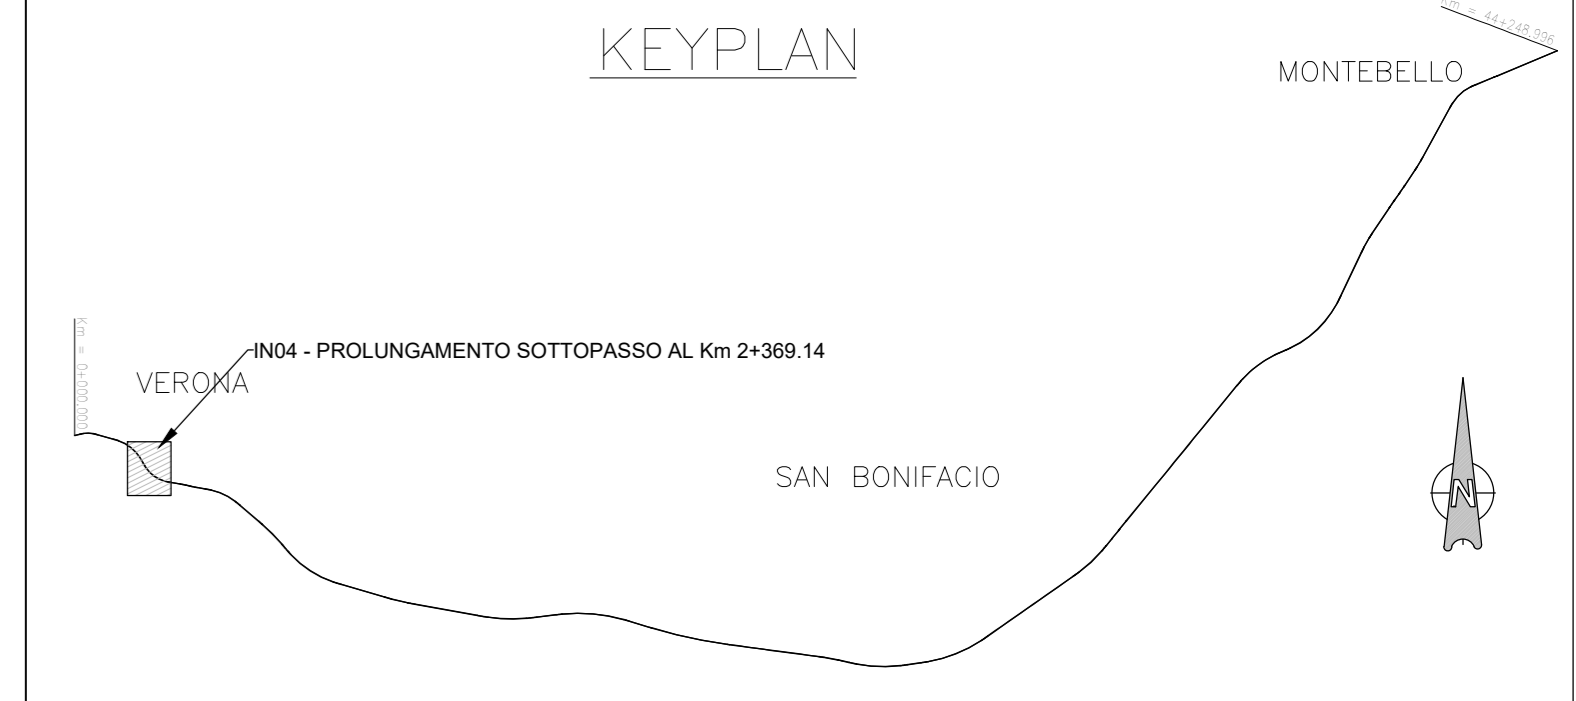 KEYPLAN
Km = 44+248.996
MONTEBELLO
Km = 0+000.000
IN04 - PROLUNGAMENTO SOTTOPASSO AL Km 2+369.14
VERONA
SAN BONIFACIO
N